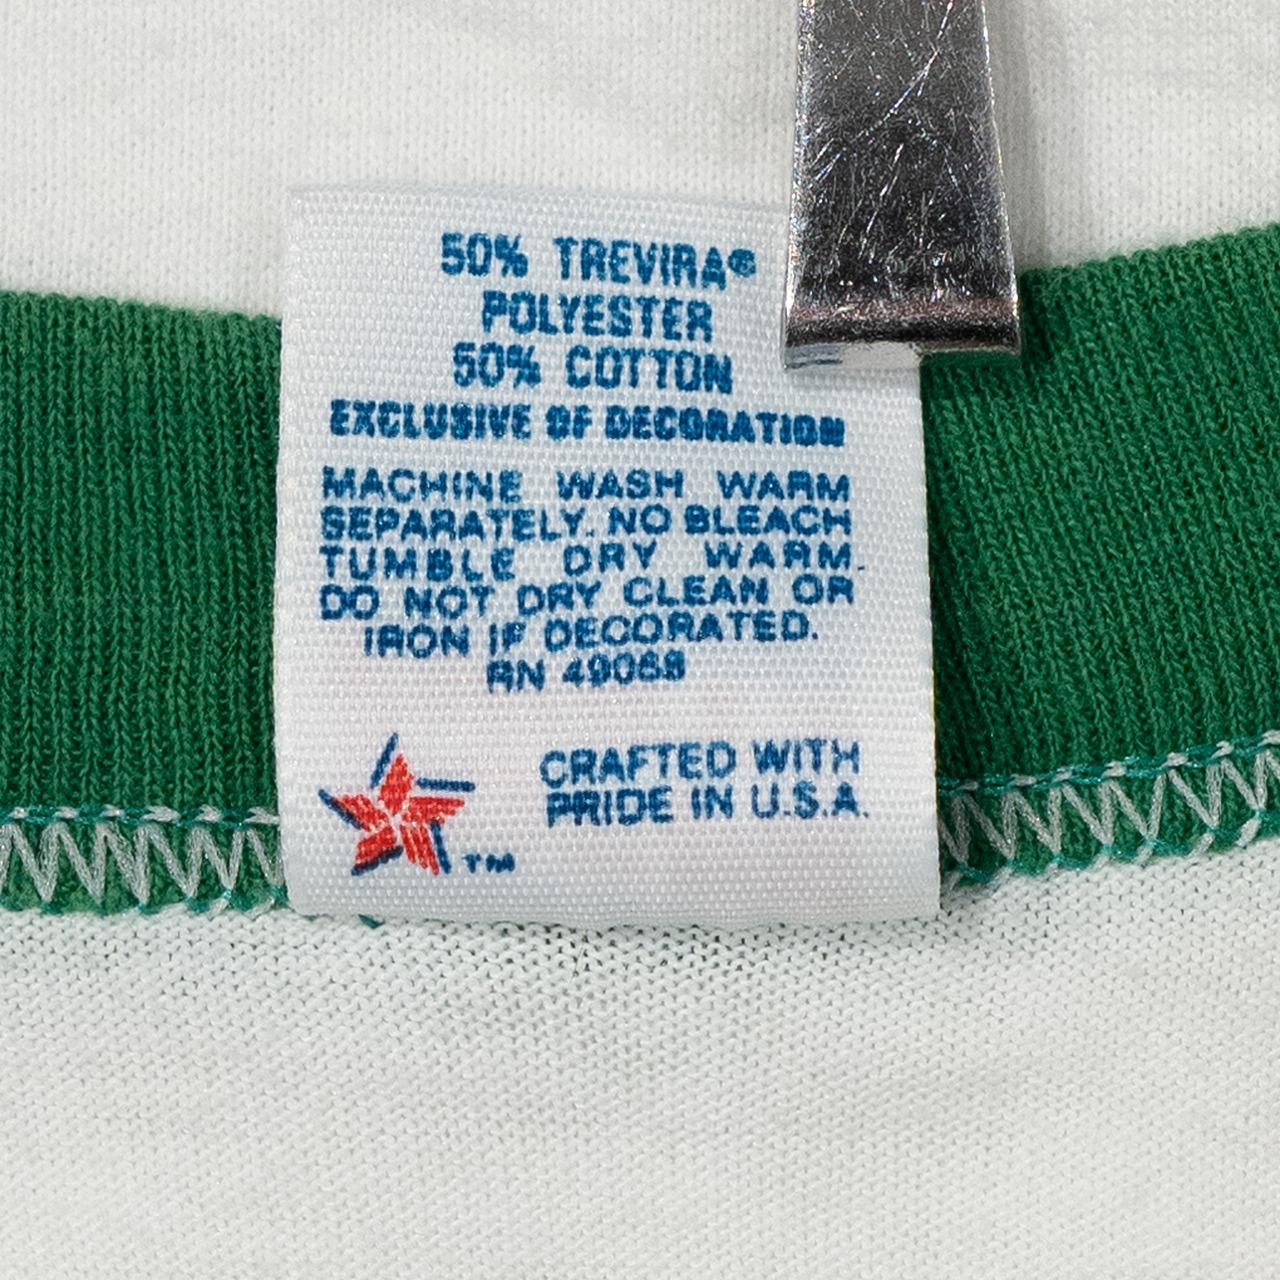 50% TREVIRA®
POLYESTER
50% COTTON
EXCLUSIVE OF DECORATION
MACHINE WASH WARM
SEPARATELY. NO BLEACH
TUMBLE DRY WARM.
DO NOT DRY CLEAN OR
IRON IF DECORATED.
RN 49068
CRAFTED WITH
PRIDE IN U.S.A.
TM